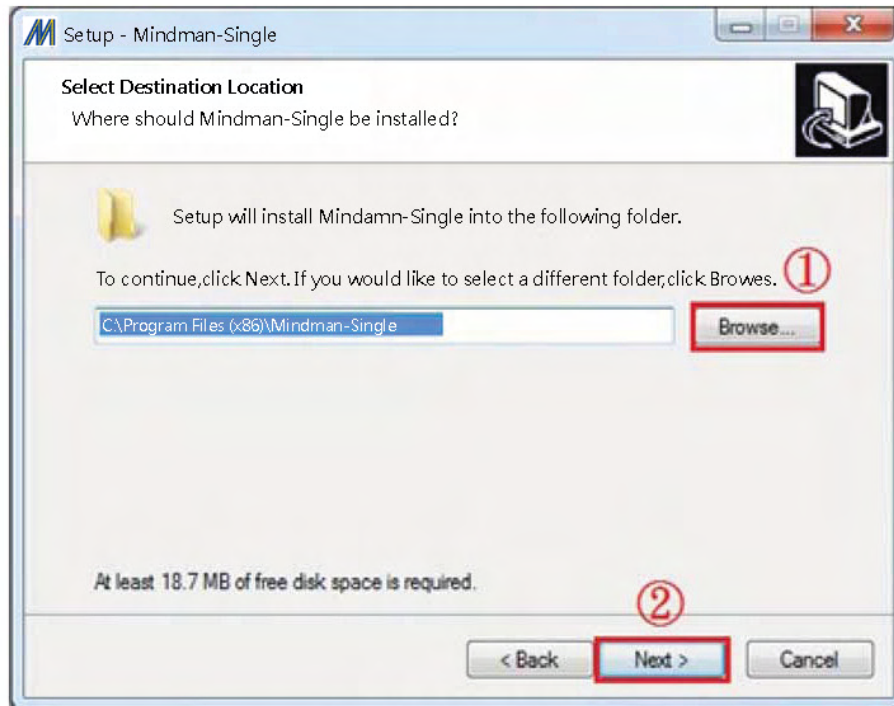 Setup - Mindman-Single
Select Destination Location
Where should Mindman-Single be installed?
Setup will install Mindamn-Single into the following folder.
To continue,click Next.If you would like to select a different folder,click Browes.
①
C:\Program Files (x86)\Mindman-Single
Browse...
At least 18.7 MB of free disk space is required.
②
< Back
Next >
Cancel